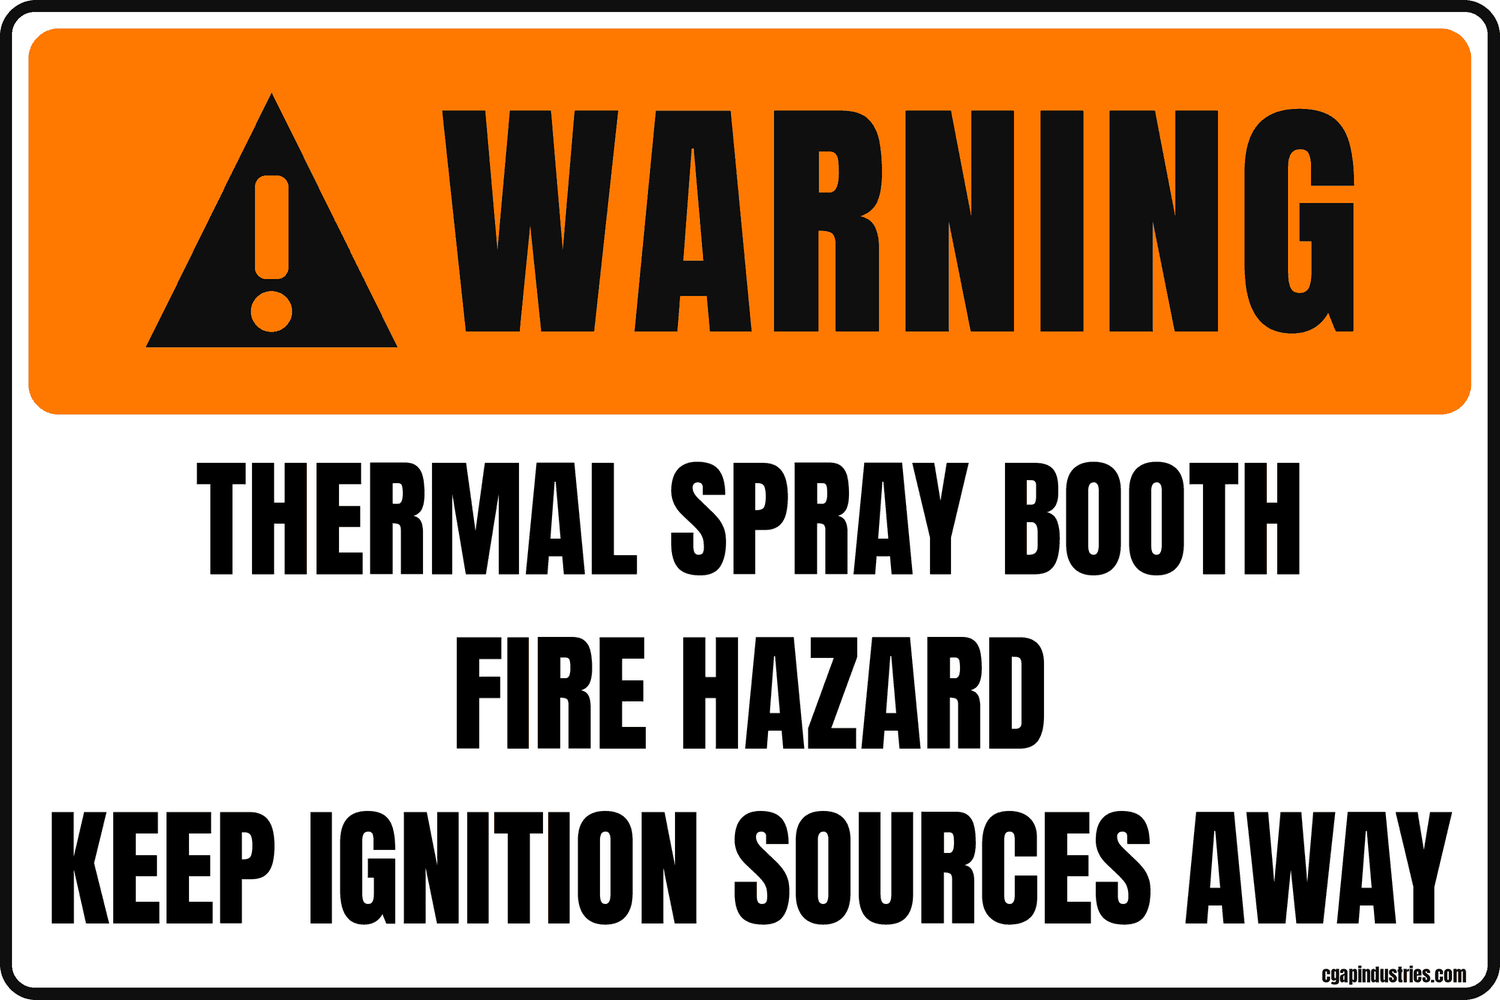 WARNING
THERMAL SPRAY BOOTH
FIRE HAZARD
KEEP IGNITION SOURCES AWAY
cgapindustries.com